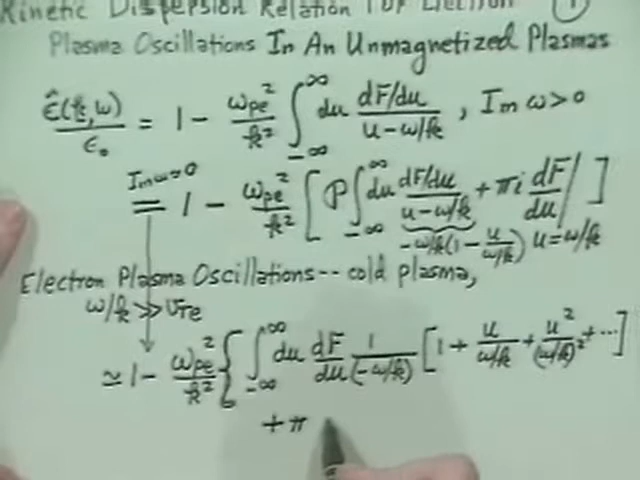 Kinetic Dispersion Relation For Electron (1)
Plasma Oscillations In An Unmagnetized Plasmas
ε̂(k,ω)/ε₀ = 1 - ωpe²/k² ∫_{-∞}^{∞} du (dF/du)/(u-ω/k) , Im ω>0
Im ω→0
= 1 - ωpe²/k² [ P∫_{-∞}^{∞} du (dF/du)/(u-ω/k) + πi dF/du | ]
-ω/k(1-u/(ω/k)) u=ω/k
Electron Plasma Oscillations -- cold plasma,
ω/k >> vTe
≃ 1 - ωpe²/k² { ∫_{-∞}^{∞} du dF/du 1/(-ω/k) [1 + u/(ω/k) + u²/(ω/k)² + ...]
+ π